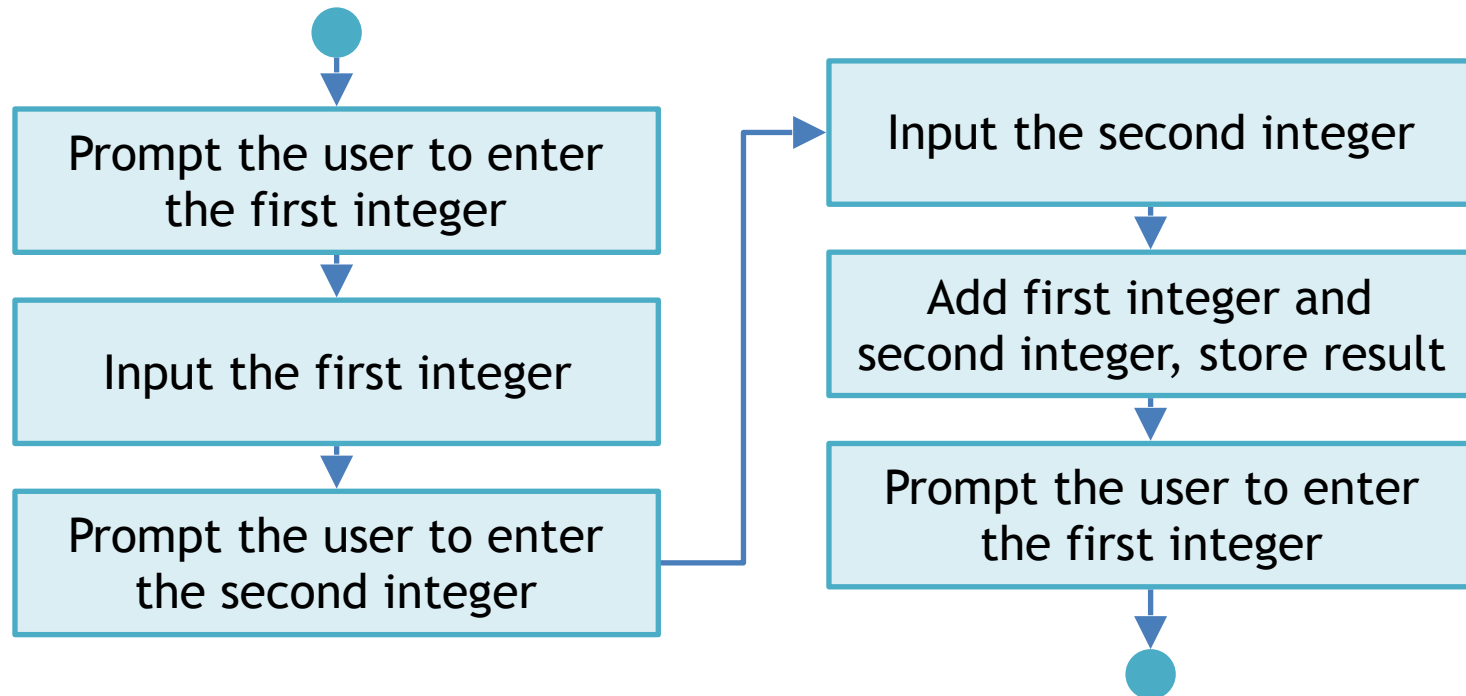 Prompt the user to enter
the first integer
Input the first integer
Prompt the user to enter
the second integer
Input the second integer
Add first integer and
second integer, store result
Prompt the user to enter
the first integer